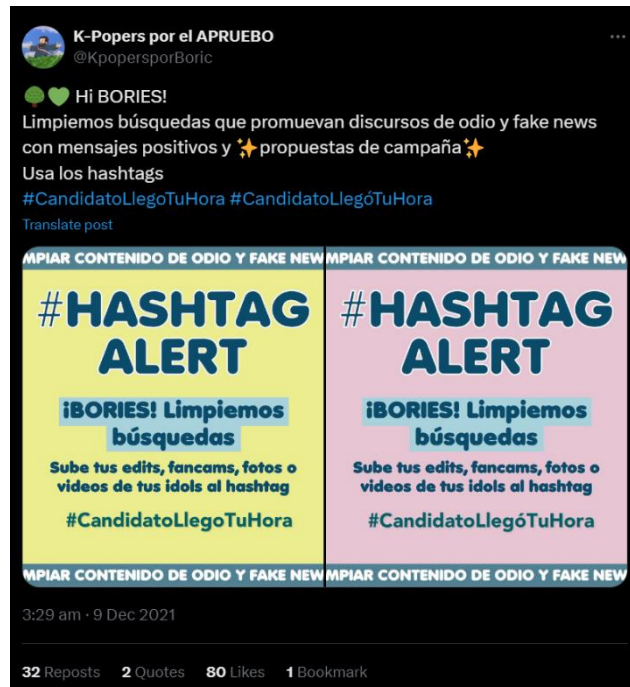 K-Popers por el APRUEBO
@KpopersporBoric
🌳💚 Hi BORIES!
Limpiemos búsquedas que promuevan discursos de odio y fake news
con mensajes positivos y ✨propuestas de campaña✨
Usa los hashtags
#CandidatoLlegoTuHora #CandidatoLlegóTuHora
Translate post
MPIAR CONTENIDO DE ODIO Y FAKE NEW
#HASHTAG
ALERT
¡BORIES! Limpiemos
búsquedas
Sube tus edits, fancams, fotos o
videos de tus idols al hashtag
#CandidatoLlegoTuHora
MPIAR CONTENIDO DE ODIO Y FAKE NEW
MPIAR CONTENIDO DE ODIO Y FAKE NEW
#HASHTAG
ALERT
¡BORIES! Limpiemos
búsquedas
Sube tus edits, fancams, fotos o
videos de tus idols al hashtag
#CandidatoLlegóTuHora
MPIAR CONTENIDO DE ODIO Y FAKE NEW
3:29 am · 9 Dec 2021
32 Reposts 2 Quotes 80 Likes 1 Bookmark